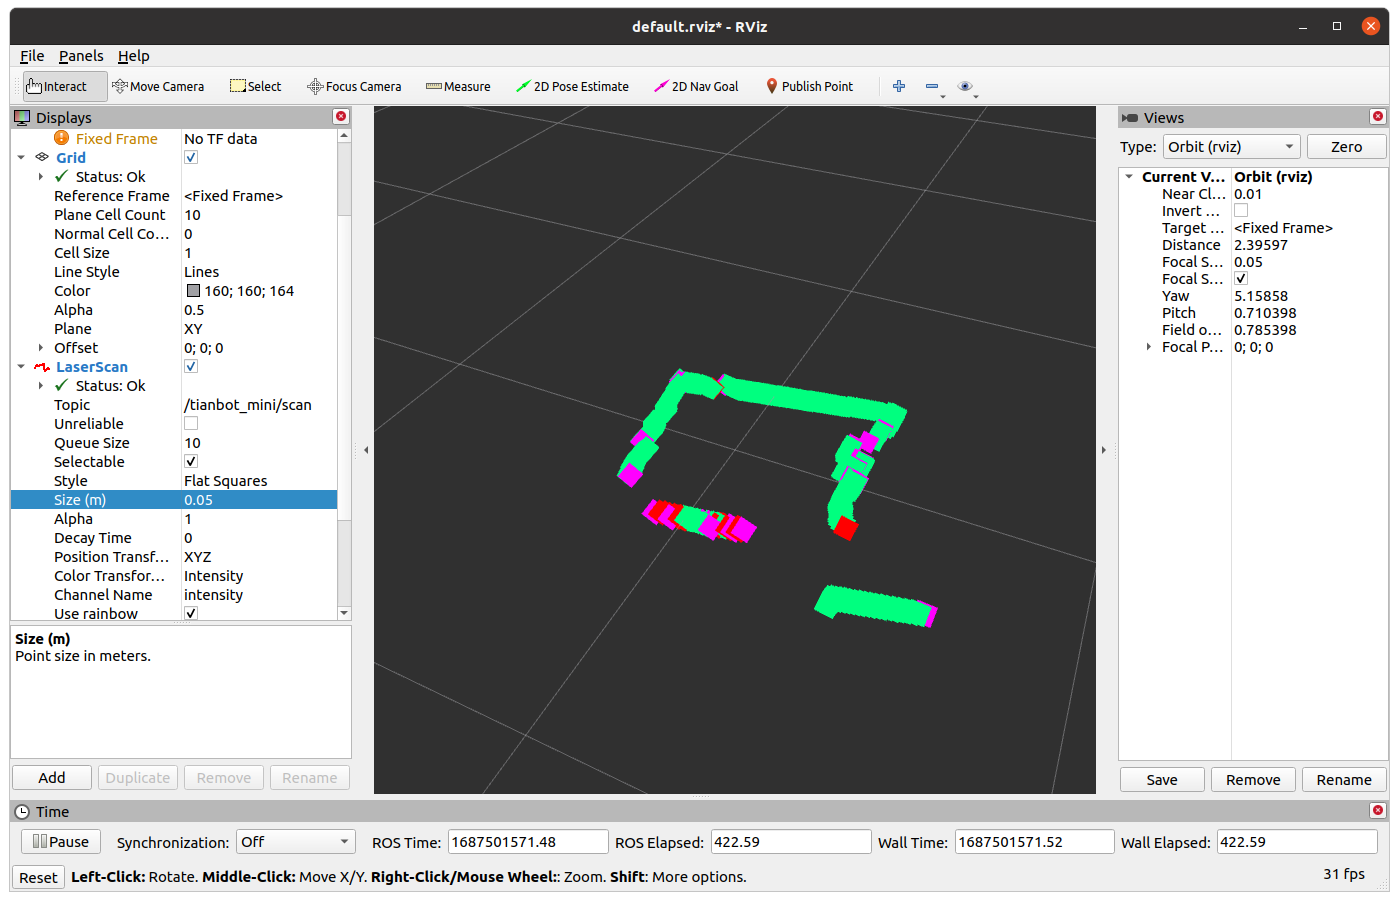 default.rviz* - RViz
File Panels Help
Interact Move Camera Select Focus Camera Measure 2D Pose Estimate 2D Nav Goal Publish Point
Displays
Fixed Frame No TF data
Grid
Status: Ok
Reference Frame <Fixed Frame>
Plane Cell Count 10
Normal Cell Co... 0
Cell Size 1
Line Style Lines
Color 160; 160; 164
Alpha 0.5
Plane XY
Offset 0; 0; 0
LaserScan
Status: Ok
Topic /tianbot_mini/scan
Unreliable
Queue Size 10
Selectable
Style Flat Squares
Size (m) 0.05
Alpha 1
Decay Time 0
Position Transf... XYZ
Color Transfor... Intensity
Channel Name intensity
Use rainbow
Size (m)
Point size in meters.
Add Duplicate Remove Rename
Views
Type: Orbit (rviz) Zero
Current V... Orbit (rviz)
Near Cl... 0.01
Invert ...
Target ... <Fixed Frame>
Distance 2.39597
Focal S... 0.05
Focal S...
Yaw 5.15858
Pitch 0.710398
Field o... 0.785398
Focal P... 0; 0; 0
Save Remove Rename
Time
Pause Synchronization: Off ROS Time: 1687501571.48 ROS Elapsed: 422.59 Wall Time: 1687501571.52 Wall Elapsed: 422.59
Reset Left-Click: Rotate. Middle-Click: Move X/Y. Right-Click/Mouse Wheel:: Zoom. Shift: More options. 31 fps